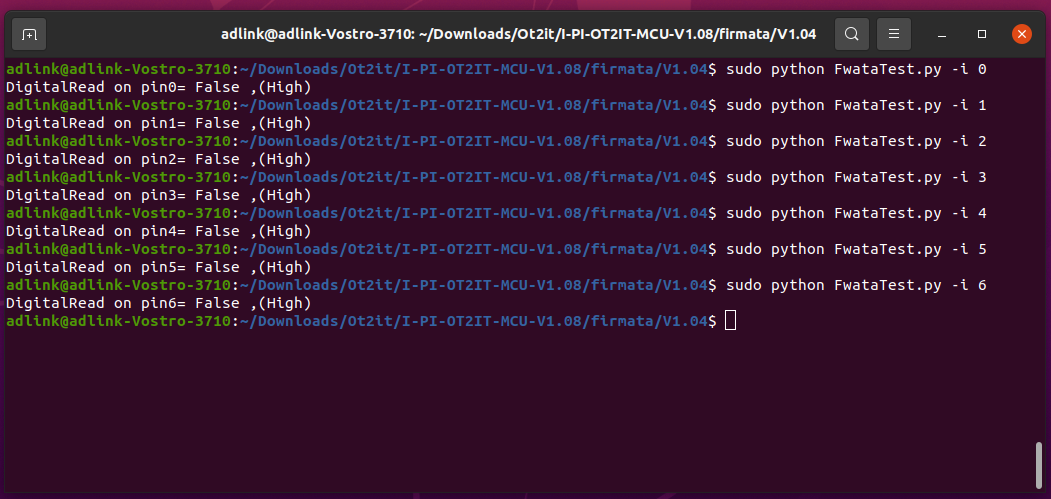 adlink@adlink-Vostro-3710: ~/Downloads/Ot2it/I-PI-OT2IT-MCU-V1.08/firmata/V1.04
adlink@adlink-Vostro-3710:~/Downloads/Ot2it/I-PI-OT2IT-MCU-V1.08/firmata/V1.04$ sudo python FwataTest.py -i 0
DigitalRead on pin0= False ,(High)
adlink@adlink-Vostro-3710:~/Downloads/Ot2it/I-PI-OT2IT-MCU-V1.08/firmata/V1.04$ sudo python FwataTest.py -i 1
DigitalRead on pin1= False ,(High)
adlink@adlink-Vostro-3710:~/Downloads/Ot2it/I-PI-OT2IT-MCU-V1.08/firmata/V1.04$ sudo python FwataTest.py -i 2
DigitalRead on pin2= False ,(High)
adlink@adlink-Vostro-3710:~/Downloads/Ot2it/I-PI-OT2IT-MCU-V1.08/firmata/V1.04$ sudo python FwataTest.py -i 3
DigitalRead on pin3= False ,(High)
adlink@adlink-Vostro-3710:~/Downloads/Ot2it/I-PI-OT2IT-MCU-V1.08/firmata/V1.04$ sudo python FwataTest.py -i 4
DigitalRead on pin4= False ,(High)
adlink@adlink-Vostro-3710:~/Downloads/Ot2it/I-PI-OT2IT-MCU-V1.08/firmata/V1.04$ sudo python FwataTest.py -i 5
DigitalRead on pin5= False ,(High)
adlink@adlink-Vostro-3710:~/Downloads/Ot2it/I-PI-OT2IT-MCU-V1.08/firmata/V1.04$ sudo python FwataTest.py -i 6
DigitalRead on pin6= False ,(High)
adlink@adlink-Vostro-3710:~/Downloads/Ot2it/I-PI-OT2IT-MCU-V1.08/firmata/V1.04$